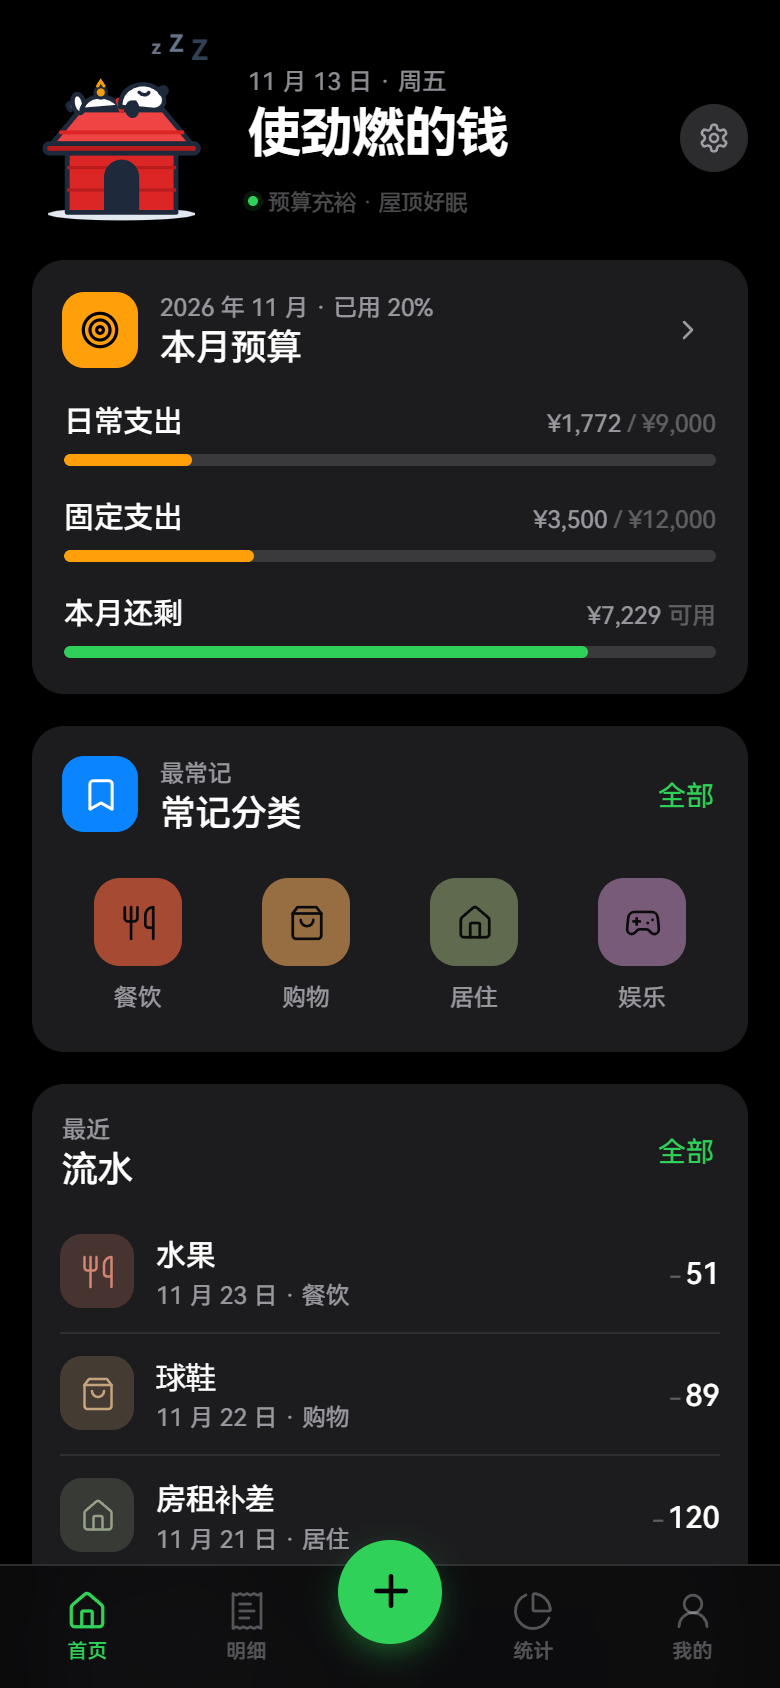 z z z
11 月 13 日 · 周五
使劲燃的钱
预算充裕 · 屋顶好眠
2026 年 11 月 · 已用 20%
本月预算
日常支出 ¥1,772 / ¥9,000
固定支出 ¥3,500 / ¥12,000
本月还剩 ¥7,229 可用
最常记
常记分类 全部
餐饮 购物 居住 娱乐
最近
流水 全部
水果 -51
11 月 23 日 · 餐饮
球鞋 -89
11 月 22 日 · 购物
房租补差 -120
11 月 21 日 · 居住
首页 明细 统计 我的